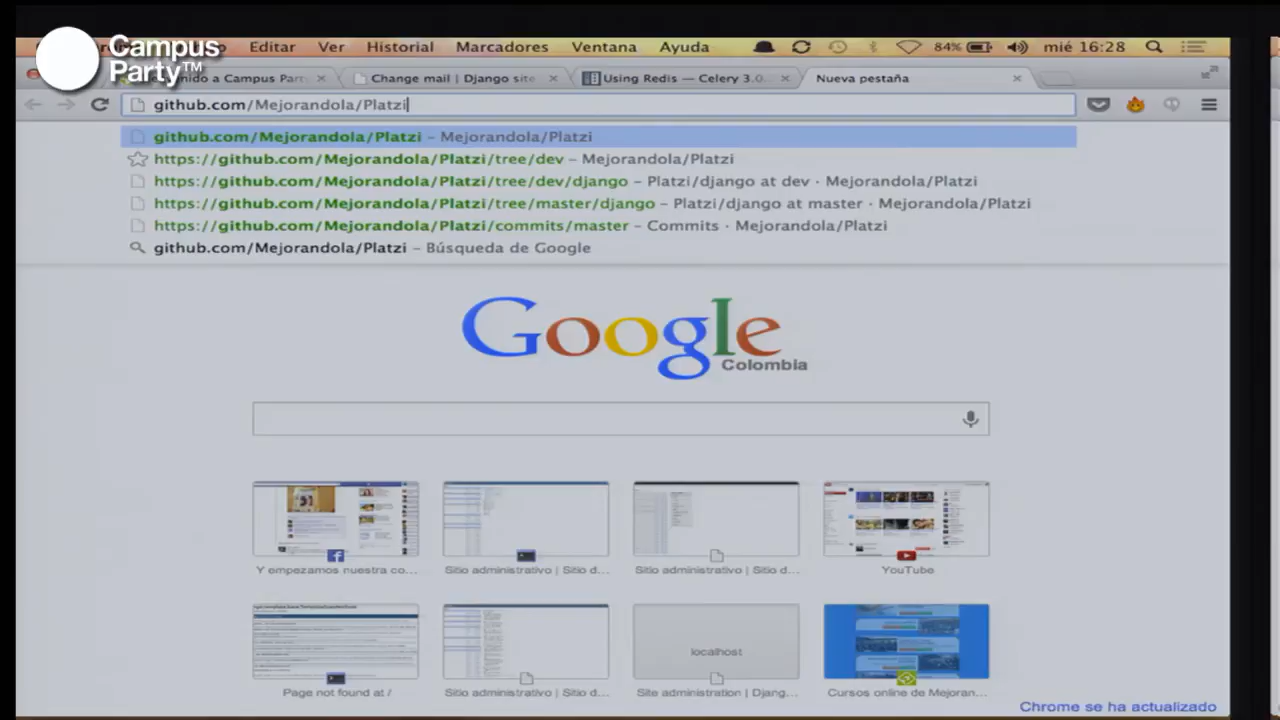 Campus
Party™
Editar Ver Historial Marcadores Ventana Ayuda 84% mié 16:28
nido a Campus Part
Change mail | Django site
Using Redis — Celery 3.0.
Nueva pestaña
github.com/Mejorandola/Platzi
github.com/Mejorandola/Platzi – Mejorandola/Platzi
https://github.com/Mejorandola/Platzi/tree/dev – Mejorandola/Platzi
https://github.com/Mejorandola/Platzi/tree/dev/django – Platzi/django at dev · Mejorandola/Platzi
https://github.com/Mejorandola/Platzi/tree/master/django – Platzi/django at master · Mejorandola/Platzi
https://github.com/Mejorandola/Platzi/commits/master – Commits · Mejorandola/Platzi
github.com/Mejorandola/Platzi – Búsqueda de Google
Google
Colombia
Y empezamos nuestra co...
Sitio administrativo | Sitio d...
Sitio administrativo | Sitio d...
YouTube
localhost
Page not found at /
Sitio administrativo | Sitio d...
Site administration | Djang...
Cursos online de Mejoran...
Chrome se ha actualizado